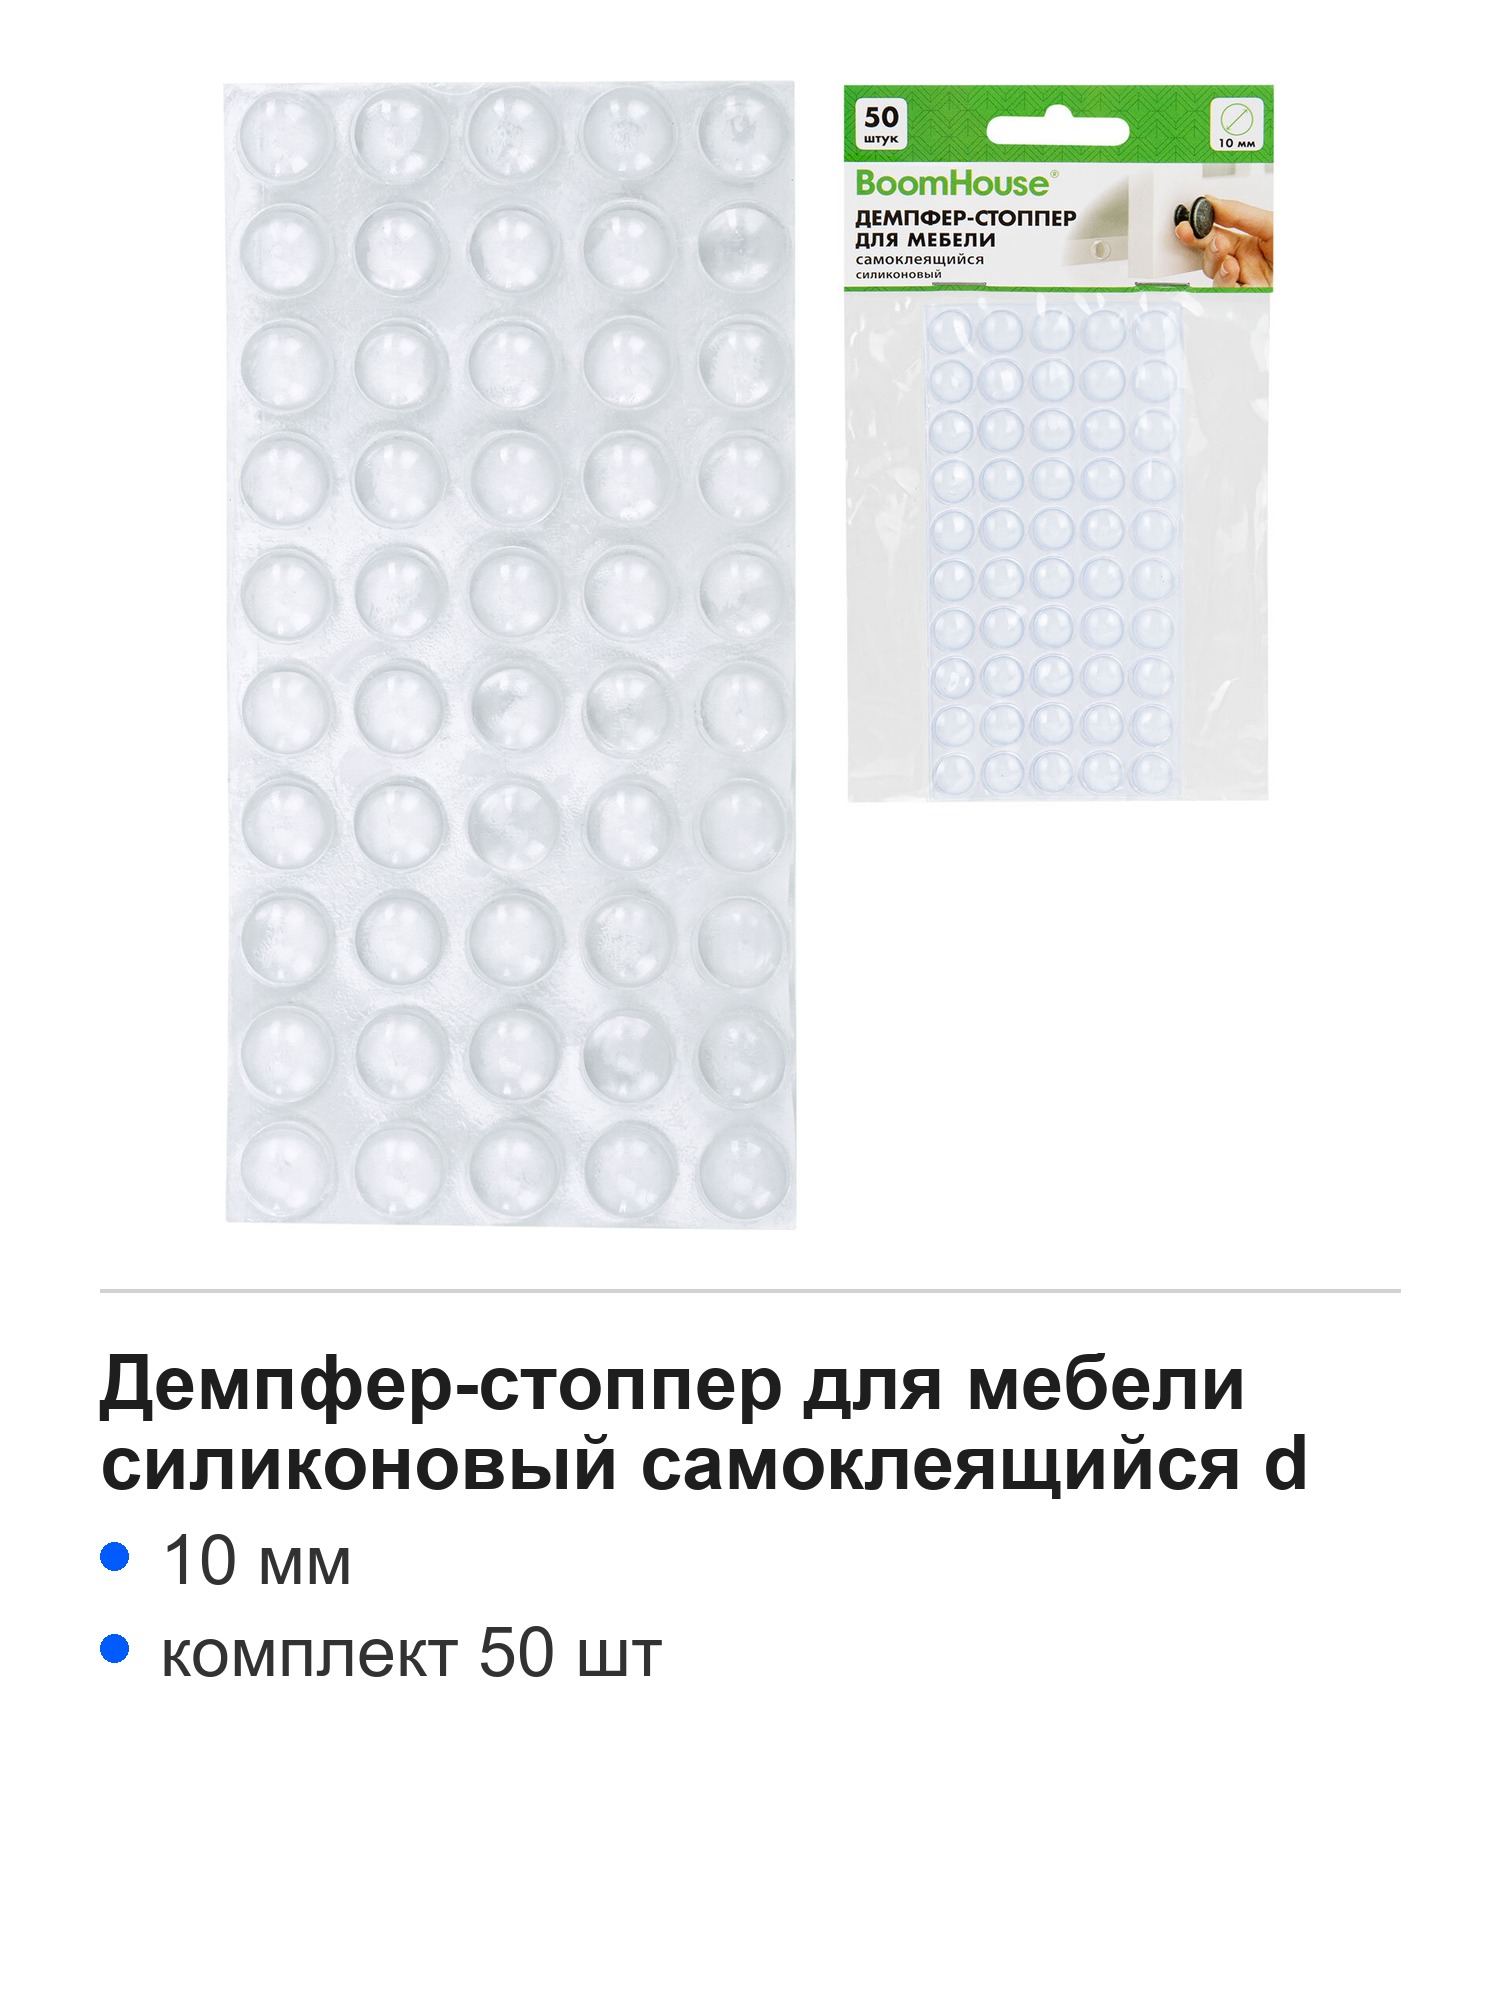 50
штук
10 мм
BoomHouse®
ДЕМПФЕР-СТОППЕР
ДЛЯ МЕБЕЛИ
самоклеящийся
силиконовый
Демпфер-стоппер для мебели
силиконовый самоклеящийся d
10 мм
комплект 50 шт